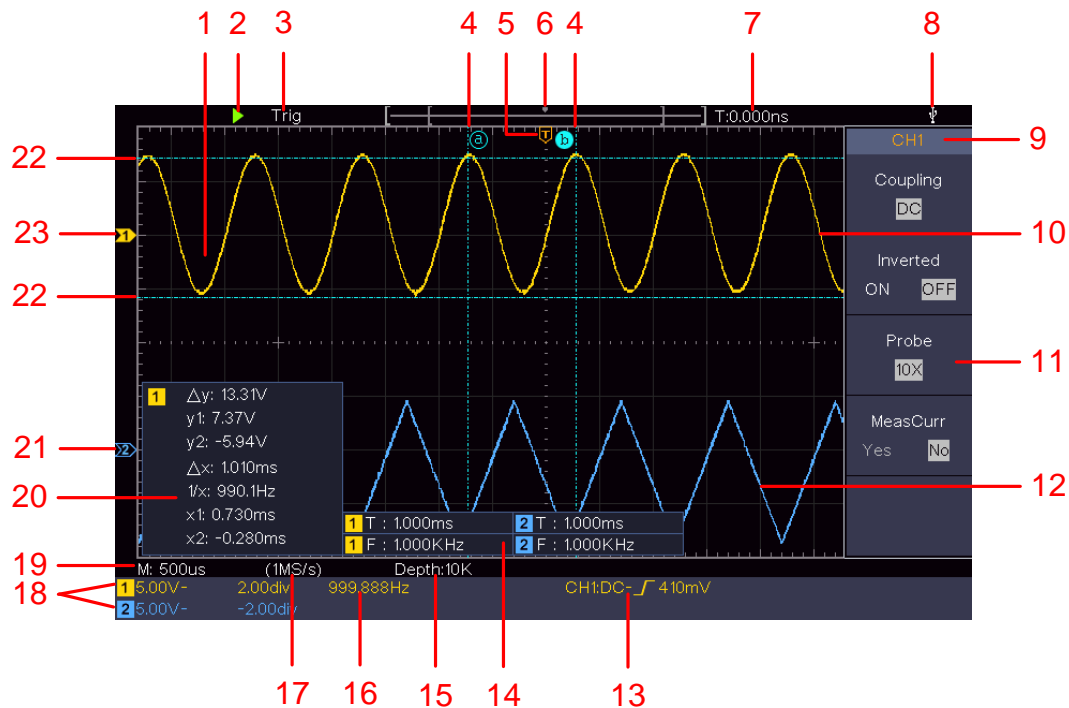 1 2 3 4 5 6 4 7 8
Trig T:0.000ns
T
a b
22
23
22
21
20
19
18
1
2
CH1
Coupling
DC
Inverted
ON OFF
Probe
10X
MeasCurr
Yes No
9
10
11
12
1 △y: 13.31V
y1: 7.37V
y2: -5.94V
△x: 1.010ms
1/x: 990.1Hz
x1: 0.730ms
x2: -0.280ms
1 T : 1.000ms 2 T : 1.000ms
1 F : 1.000KHz 2 F : 1.000KHz
M: 500us (1MS/s) Depth:10K
1 5.00V- 2.00div 999.888Hz CH1:DC- 410mV
2 5.00V- -2.00div
17 16 15 14 13